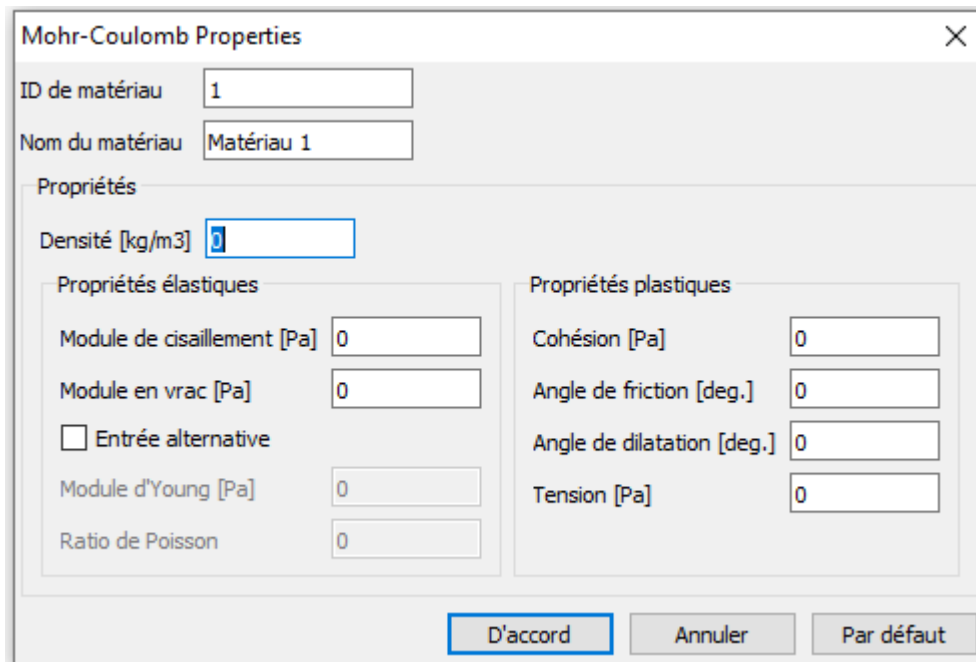 Mohr-Coulomb Properties
ID de matériau 1
Nom du matériau Matériau 1
Propriétés
Densité [kg/m3] 0
Propriétés élastiques
Module de cisaillement [Pa] 0
Module en vrac [Pa] 0
Entrée alternative
Module d'Young [Pa] 0
Ratio de Poisson 0
Propriétés plastiques
Cohésion [Pa] 0
Angle de friction [deg.] 0
Angle de dilatation [deg.] 0
Tension [Pa] 0
D'accord Annuler Par défaut